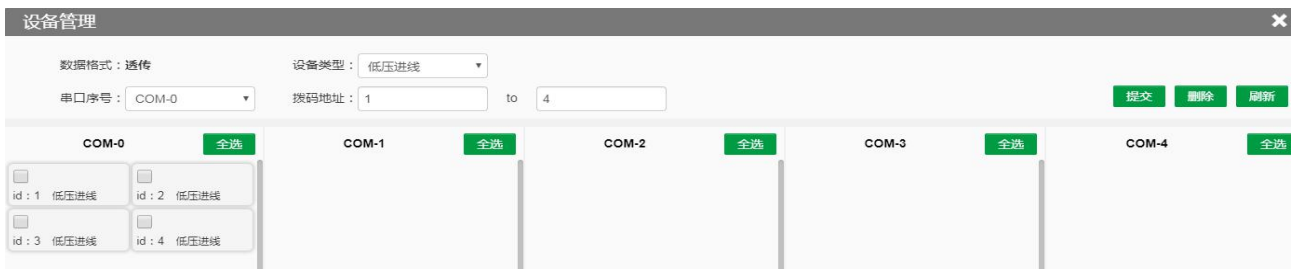 设备管理
数据格式：透传 设备类型： 低压进线
串口序号： COM-0 拨码地址： 1 to 4 提交 删除 刷新
COM-0 全选 COM-1 全选 COM-2 全选 COM-3 全选 COM-4 全选
id：1 低压进线 id：2 低压进线
id：3 低压进线 id：4 低压进线